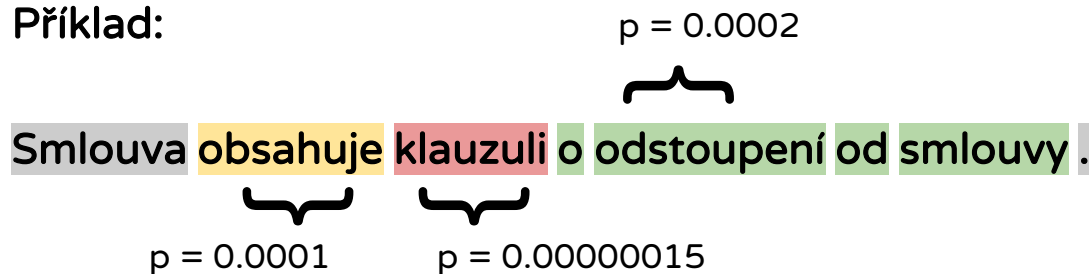 Příklad:
p = 0.0002
Smlouva obsahuje klauzuli o odstoupení od smlouvy .
p = 0.0001
p = 0.00000015